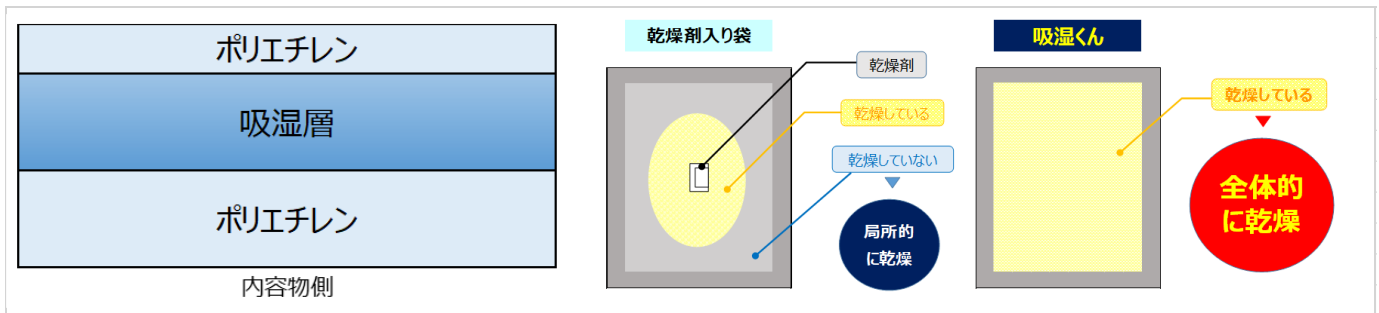 ポリエチレン
吸湿層
ポリエチレン
内容物側
乾燥剤入り袋
乾燥剤
乾燥している
乾燥していない
局所的
に乾燥
吸湿くん
乾燥している
全体的
に乾燥